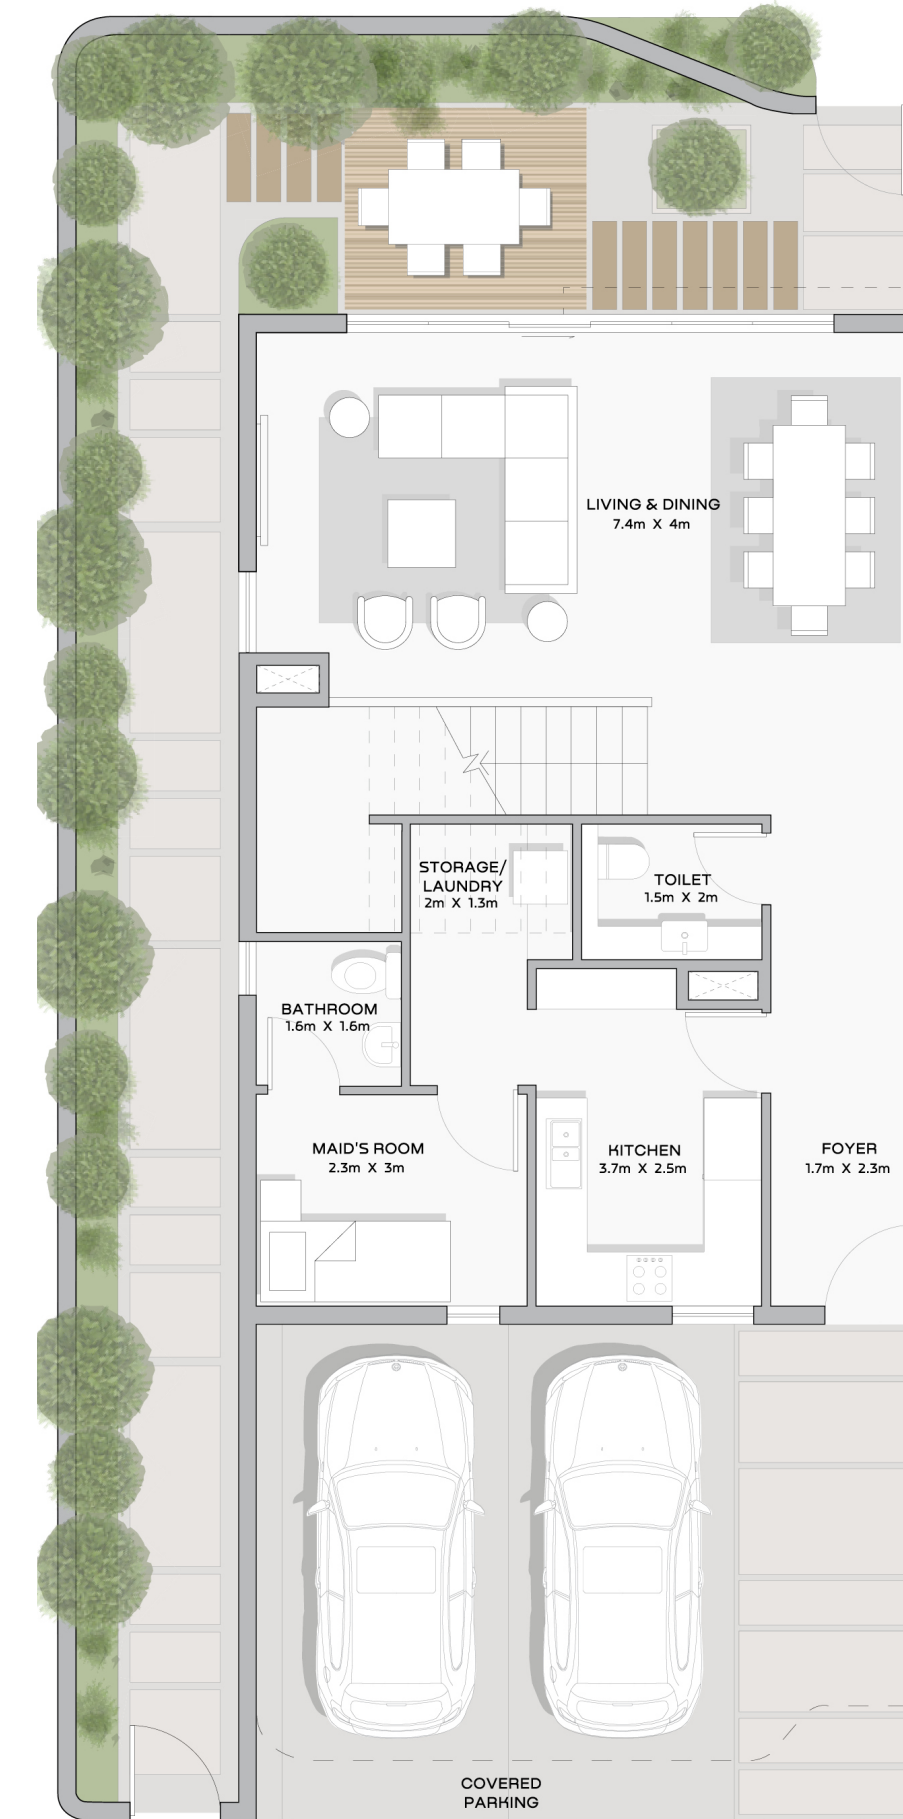 LIVING & DINING
7.4m X 4m
STORAGE/
LAUNDRY
2m X 1.3m
TOILET
1.5m X 2m
BATHROOM
1.6m X 1.6m
MAID'S ROOM
2.3m X 3m
KITCHEN
3.7m X 2.5m
FOYER
1.7m X 2.3m
COVERED
PARKING